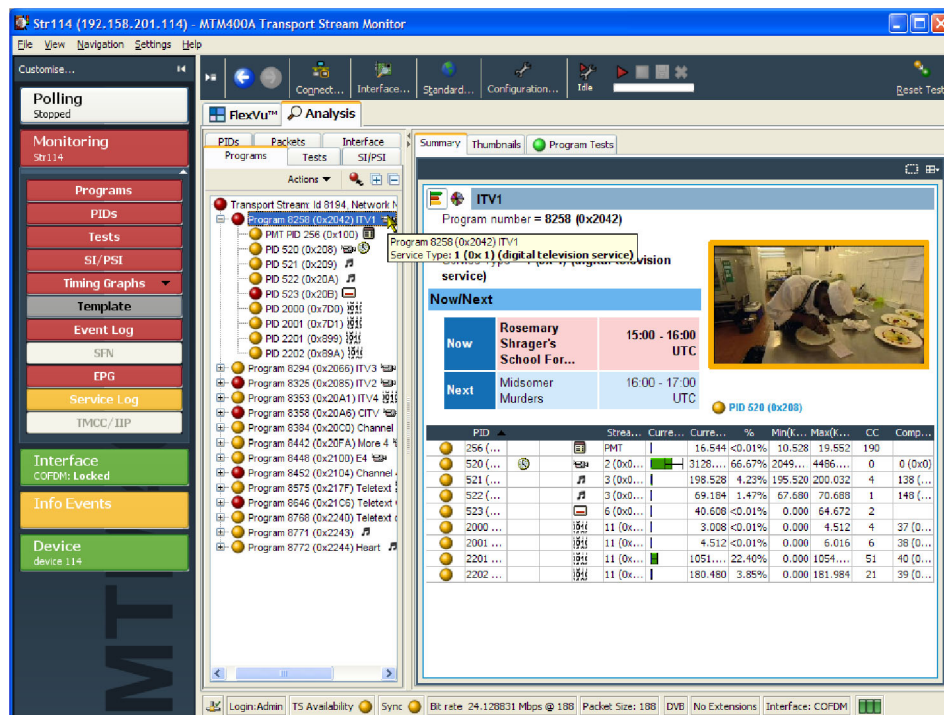 Str114 (192.158.201.114) - MTM400A Transport Stream Monitor
File View Navigation Settings Help
Customise...
Polling
Stopped
Monitoring
Str114
Programs
PIDs
Tests
SI/PSI
Timing Graphs
Template
Event Log
SFN
EPG
Service Log
TMCC/IIP
Interface
COFDM: Locked
Info Events
Device
device 114
MT
Connect...
Interface...
Standard...
Configuration...
Idle
Reset Test
FlexVu™
Analysis
PIDs Packets Interface
Programs Tests SI/PSI
Actions
Transport Stream: Id 8194, Network N
Program 8258 (0x2042) ITV1
PMT PID 256 (0x100)
PID 520 (0x208)
PID 521 (0x209)
PID 522 (0x20A)
PID 523 (0x20B)
PID 2000 (0x7D0)
PID 2001 (0x7D1)
PID 2201 (0x899)
PID 2202 (0x89A)
Program 8294 (0x2066) ITV3
Program 8325 (0x2085) ITV2
Program 8353 (0x20A1) ITV4
Program 8358 (0x20A6) CITV
Program 8384 (0x20C0) Channel
Program 8442 (0x20FA) More 4
Program 8448 (0x2100) E4
Program 8452 (0x2104) Channel 4
Program 8575 (0x217F) Teletext
Program 8646 (0x21C6) Teletext
Program 8768 (0x2240) Teletext
Program 8771 (0x2243)
Program 8772 (0x2244) Heart
Program 8258 (0x2042) ITV1
Service Type: 1 (0x1) (digital television service)
Summary Thumbnails Program Tests
ITV1
Program number = 8258 (0x2042)
service)
Now/Next
Now Rosemary Shrager's School For... 15:00 - 16:00 UTC
Next Midsomer Murders 16:00 - 17:00 UTC
PID 520 (0x208)
PID Strea... Curre... Curre... % Min(K... Max(K... CC Comp...
256 (... PMT 16.544 <0.01% 10.528 19.552 190
520 (... 2 (0x0... 3128.... 66.67% 2049.... 4486.... 0 0 (0x0)
521 (... 3 (0x0... 198.528 4.23% 195.520 200.032 4 138 (...
522 (... 3 (0x0... 69.184 1.47% 67.680 70.688 1 148 (...
523 (... 6 (0x0... 40.608 <0.01% 0.000 64.672 2
2000 ... 11 (0x... 3.008 <0.01% 0.000 4.512 4 37 (0...
2001 ... 11 (0x... 4.512 <0.01% 0.000 6.016 6 38 (0...
2201 ... 11 (0x... 1051.... 22.40% 0.000 1054.... 51 40 (0...
2202 ... 11 (0x... 180.480 3.85% 0.000 181.984 21 39 (0...
Login:Admin TS Availability Sync Bit rate 24.128831 Mbps @ 188 Packet Size: 188 DVB No Extensions Interface: COFDM